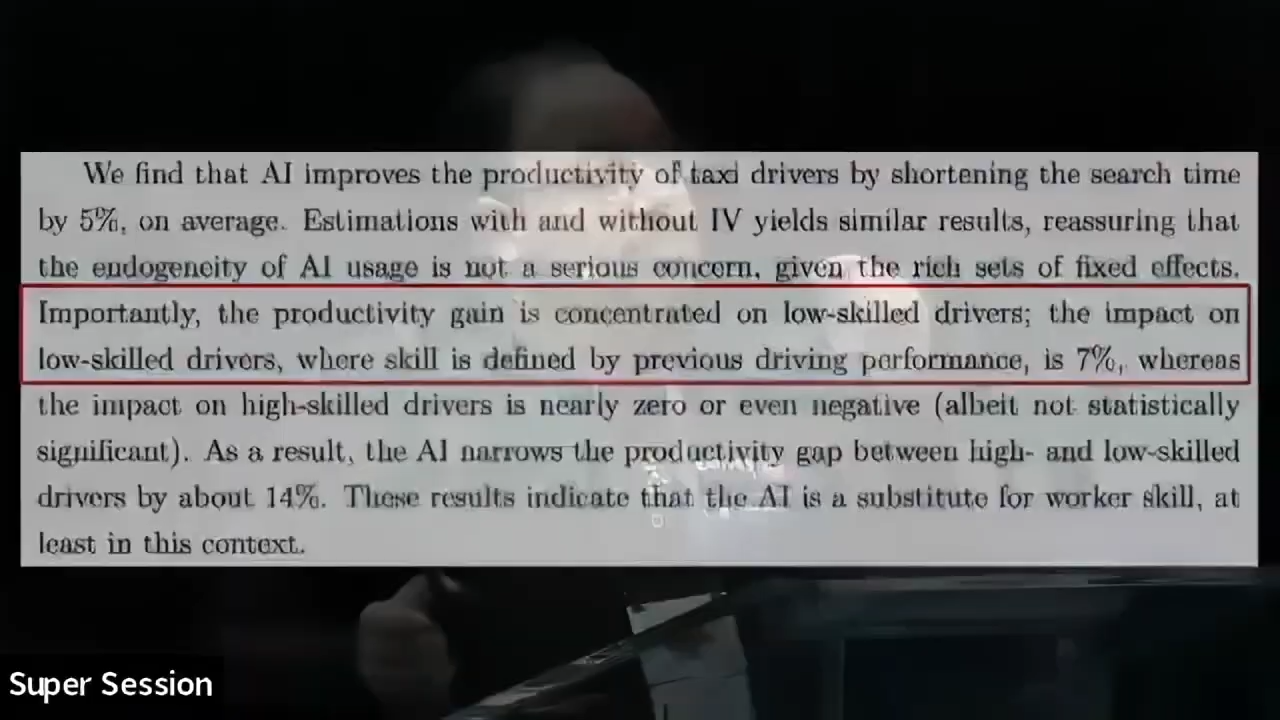 We find that AI improves the productivity of taxi drivers by shortening the search time
by 5%, on average. Estimations with and without IV yields similar results, reassuring that
the endogeneity of AI usage is not a serious concern, given the rich sets of fixed effects.
Importantly, the productivity gain is concentrated on low-skilled drivers; the impact on
low-skilled drivers, where skill is defined by previous driving performance, is 7%, whereas
the impact on high-skilled drivers is nearly zero or even negative (albeit not statistically
significant). As a result, the AI narrows the productivity gap between high- and low-skilled
drivers by about 14%. These results indicate that the AI is a substitute for worker skill, at
least in this context.
Super Session